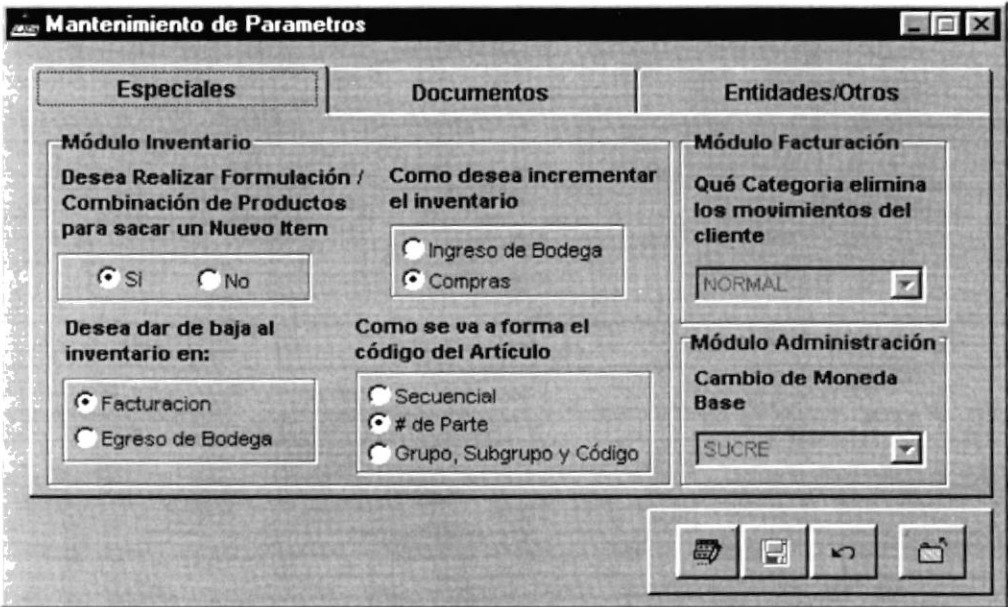 Mantenimiento de Parametros
Especiales
Documentos
Entidades/Otros
Módulo Inventario
Desea Realizar Formulación /
Combinación de Productos
para sacar un Nuevo Item
Si
No
Como desea incrementar
el inventario
Ingreso de Bodega
Compras
Desea dar de baja al
inventario en:
Facturacion
Egreso de Bodega
Como se va a forma el
código del Artículo
Secuencial
# de Parte
Grupo, Subgrupo y Código
Módulo Facturación
Qué Categoria elimina
los movimientos del
cliente
NORMAL
Módulo Administración
Cambio de Moneda
Base
SUCRE